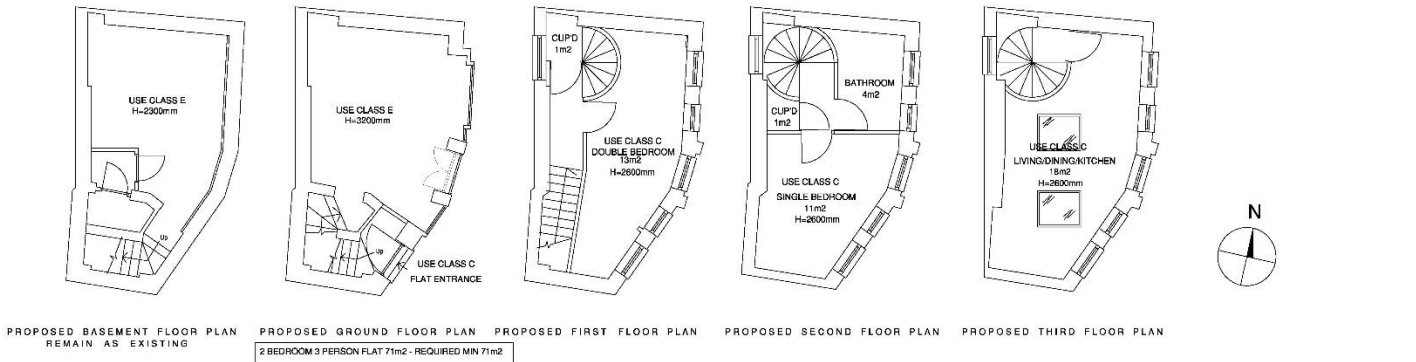 USE CLASS E
H=2300mm
Up
PROPOSED BASEMENT FLOOR PLAN
REMAIN AS EXISTING
USE CLASS E
H=3200mm
Up
USE CLASS C
FLAT ENTRANCE
PROPOSED GROUND FLOOR PLAN
2 BEDROOM 3 PERSON FLAT 71m2 - REQUIRED MIN 71m2
CUP'D
1m2
USE CLASS C
DOUBLE BEDROOM
13m2
H=2600mm
PROPOSED FIRST FLOOR PLAN
BATHROOM
4m2
CUP'D
1m2
USE CLASS C
SINGLE BEDROOM
11m2
H=2600mm
PROPOSED SECOND FLOOR PLAN
USE CLASS C
LIVING/DINING/KITCHEN
18m2
H=2600mm
PROPOSED THIRD FLOOR PLAN
N